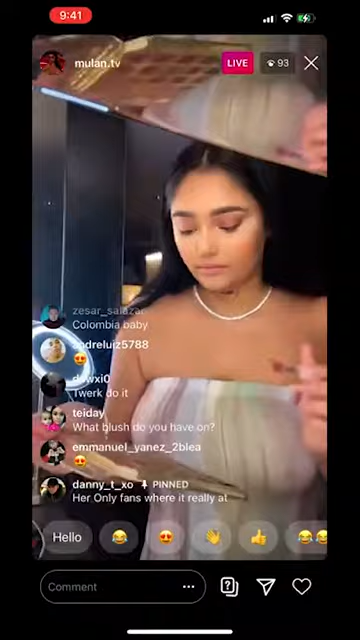 9:41
mulan.tv
LIVE
93
zesar_salazar
Colombia baby
andreluiz5788
😍
Twerk do it
teiday
What blush do you have on?
emmanuel_yanez_2blea
😍
danny_t_xo PINNED
Her Only fans where it really at
Hello 😂 😍 👋 👍 😂😂
Comment